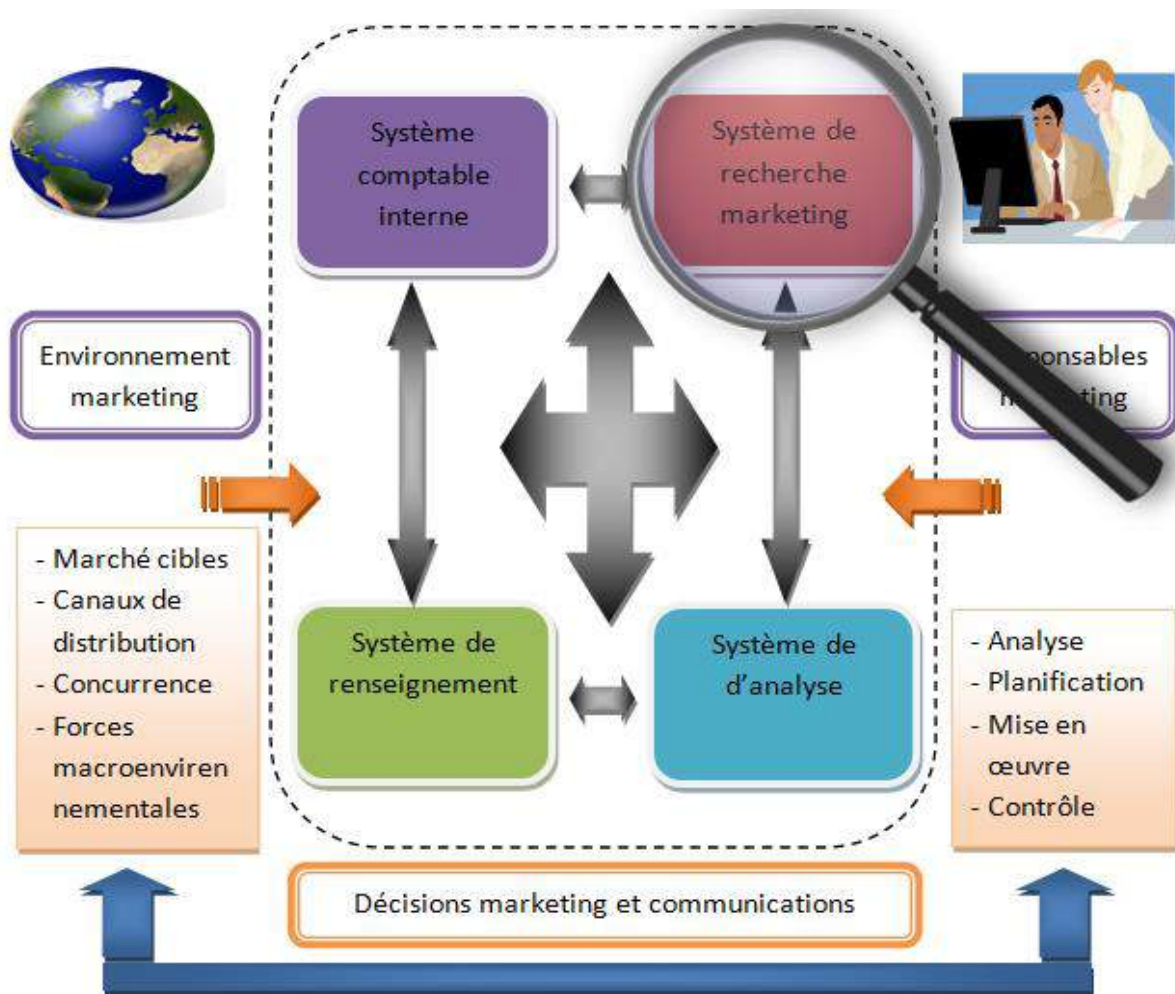 Système
comptable
interne
Système de
recherche
marketing
Environnement
marketing
Marché cibles
- Canaux de
distribution
- Concurrence
- Forces
macroenviren
nementales
Système de
renseignement
Système de
d'analyse
- Analyse
- Planification
- Mise en
œuvre
- Contrôle
Décisions marketing et communications